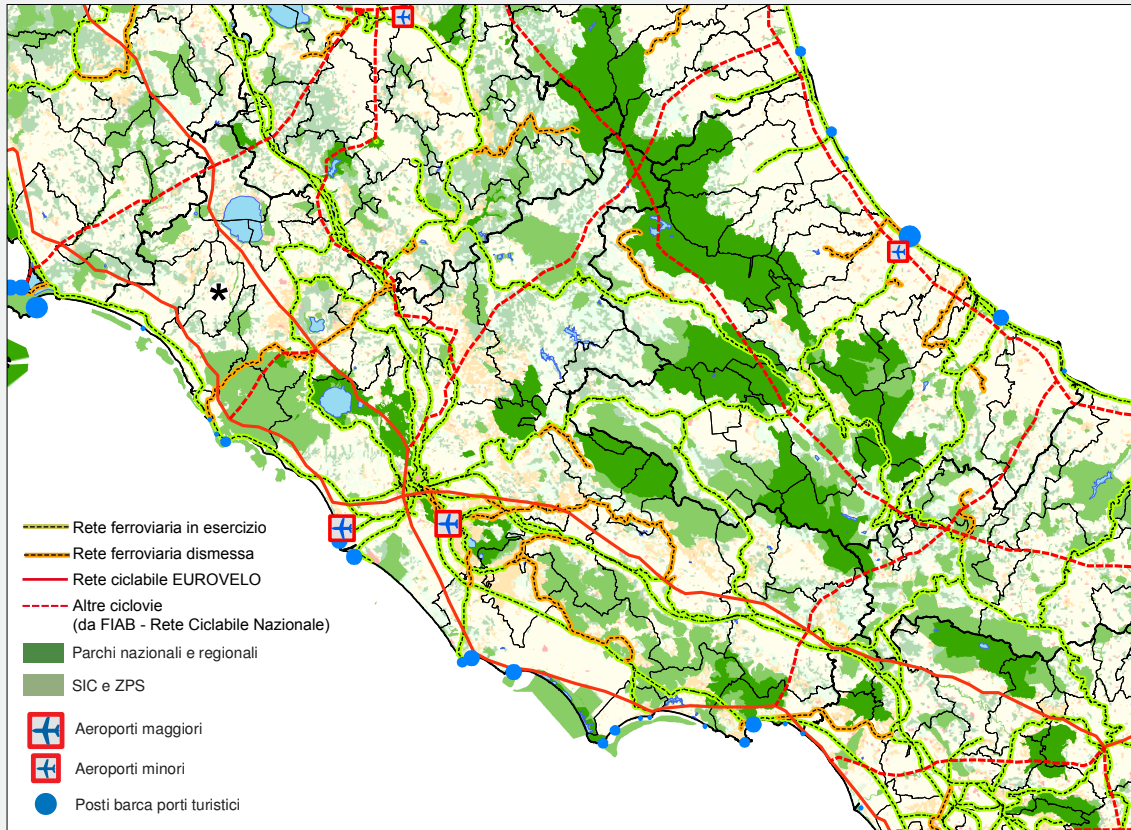 *
Rete ferroviaria in esercizio
Rete ferroviaria dismessa
Rete ciclabile EUROVELO
Altre ciclovie
(da FIAB - Rete Ciclabile Nazionale)
Parchi nazionali e regionali
SIC e ZPS
Aeroporti maggiori
Aeroporti minori
Posti barca porti turistici